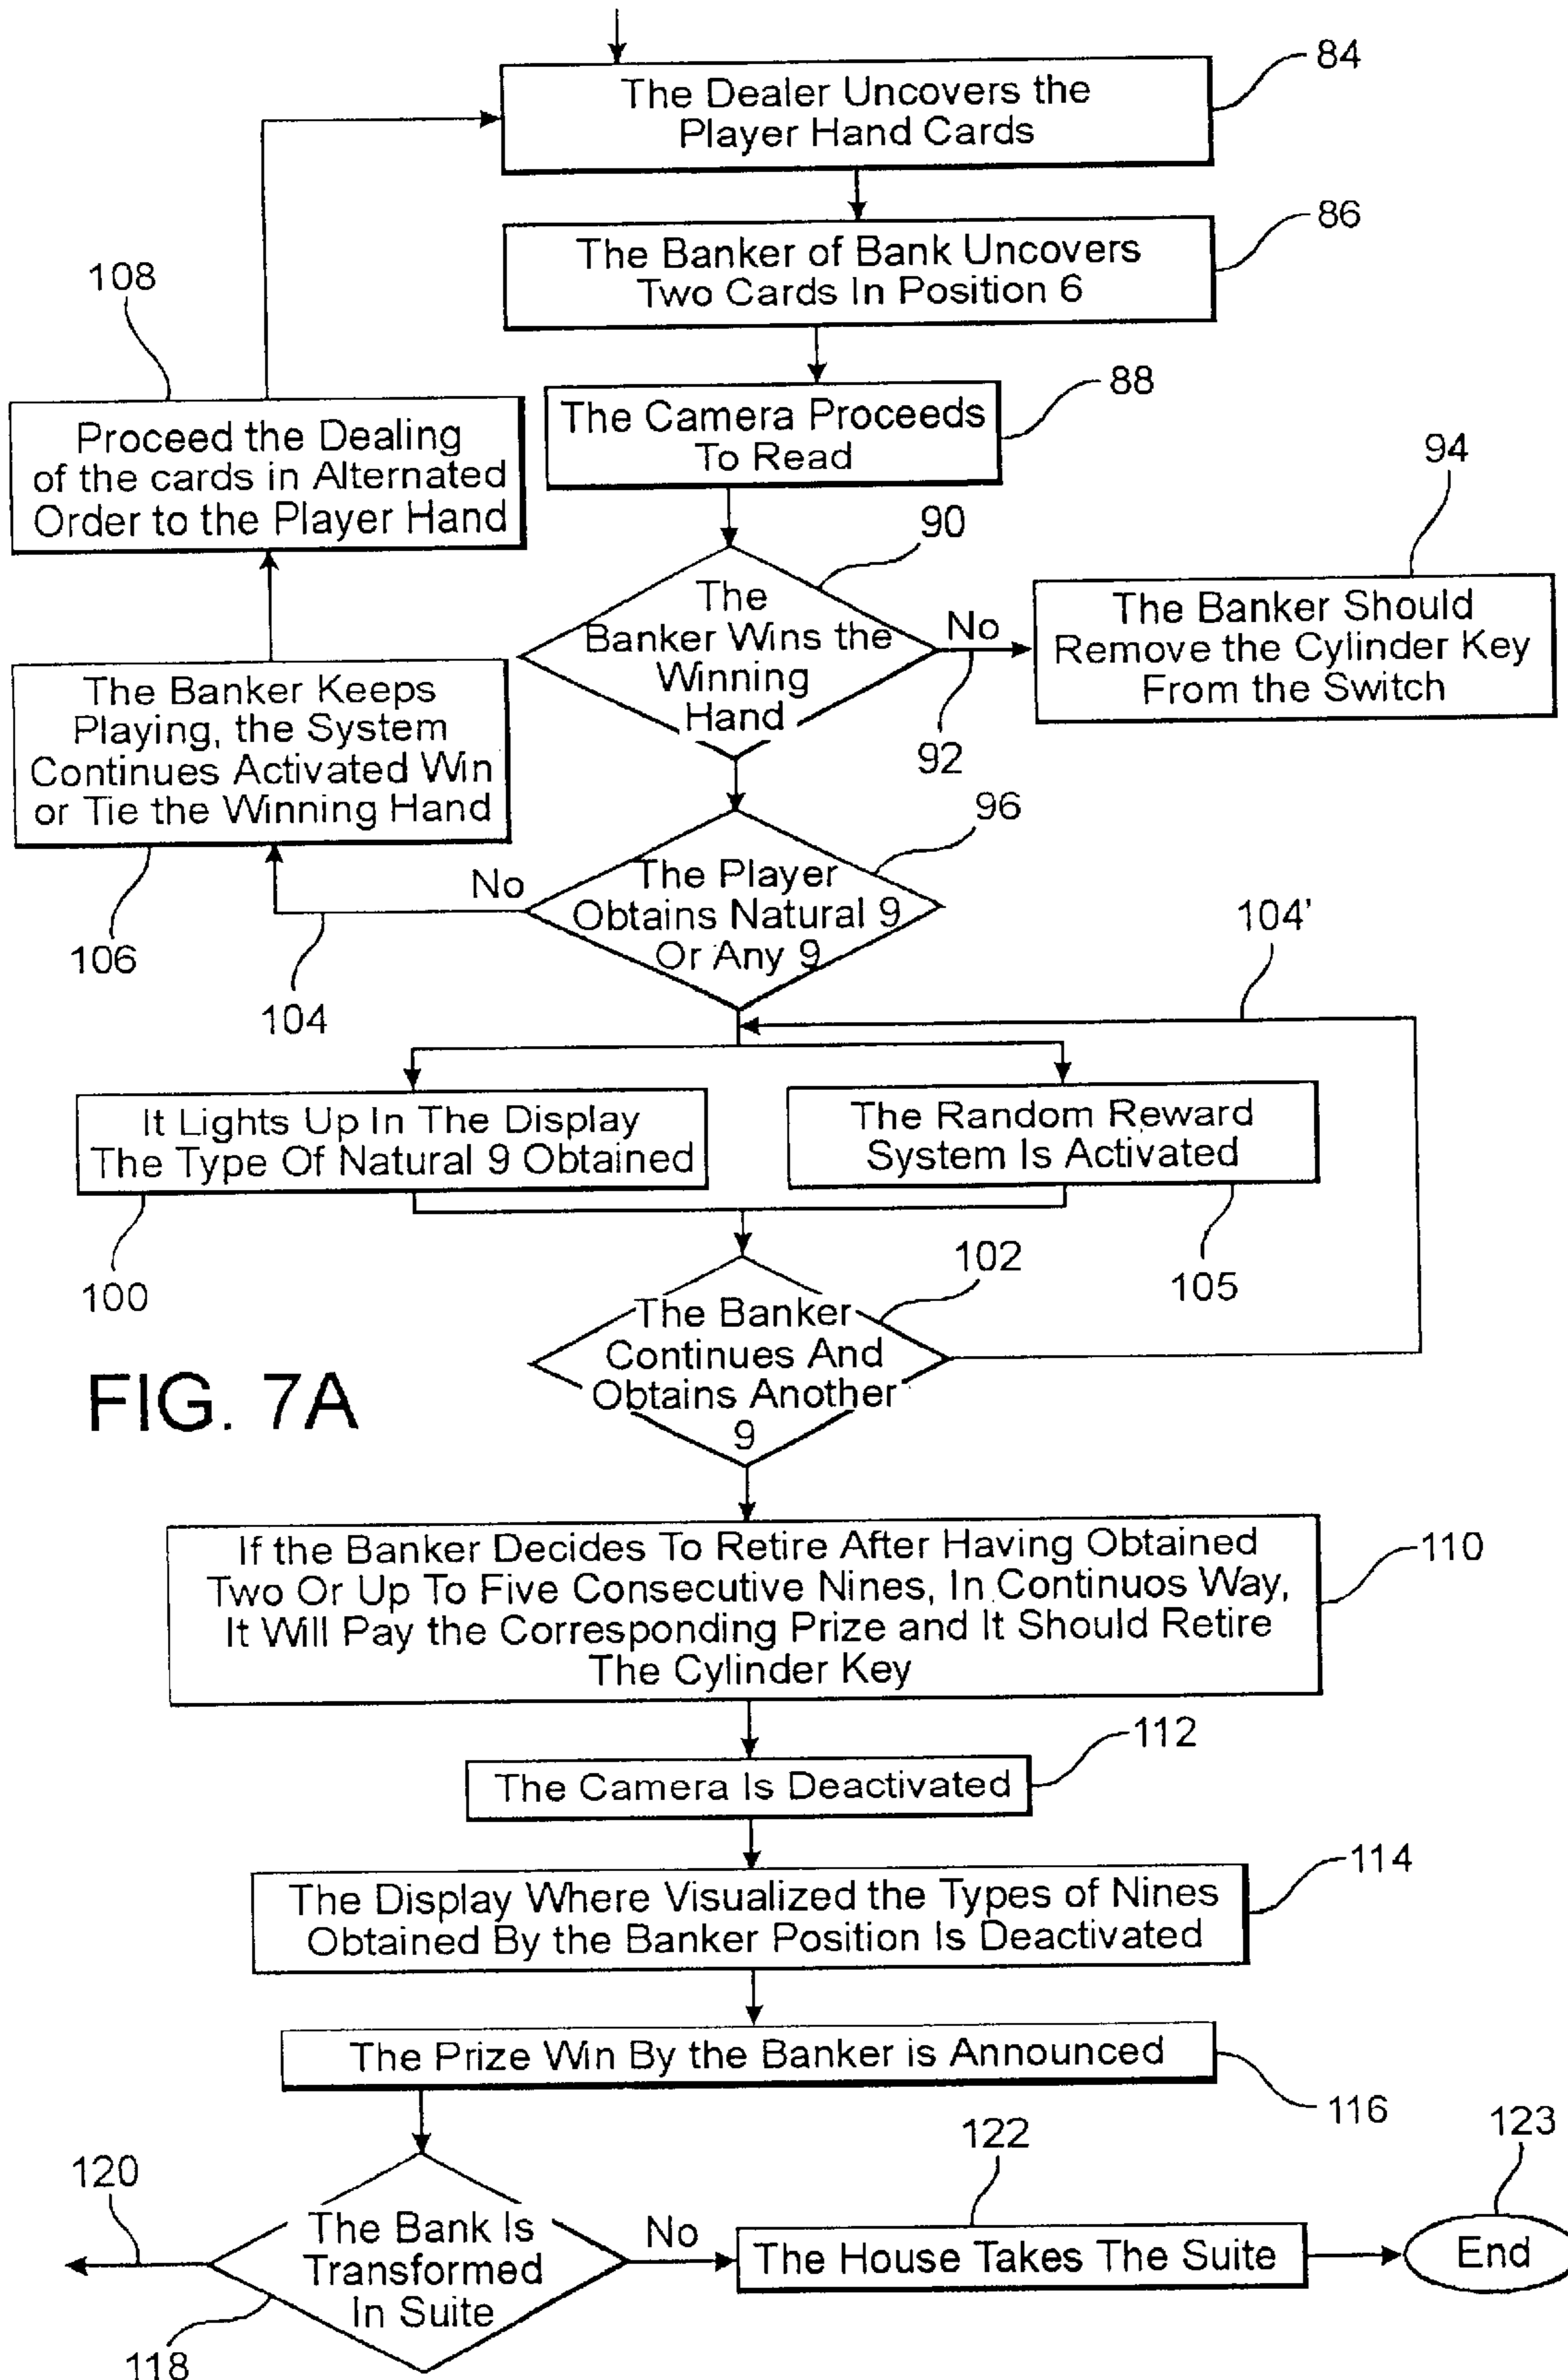 84
The Dealer Uncovers the
Player Hand Cards
86
The Banker of Bank Uncovers
Two Cards In Position 6
108
88
The Camera Proceeds
To Read
Proceed the Dealing
of the cards in Alternated
Order to the Player Hand
94
90
The
Banker Wins the
Winning
Hand
No
92
The Banker Should
Remove the Cylinder Key
From the Switch
The Banker Keeps
Playing, the System
Continues Activated Win
or Tie the Winning Hand
106
96
The Player
Obtains Natural 9
Or Any 9
No
104
104'
It Lights Up In The Display
The Type Of Natural 9 Obtained
100
The Random Reward
System Is Activated
105
102
The Banker
Continues And
Obtains Another
9
FIG. 7A
If the Banker Decides To Retire After Having Obtained
Two Or Up To Five Consecutive Nines, In Continuos Way,
It Will Pay the Corresponding Prize and It Should Retire
The Cylinder Key
110
112
The Camera Is Deactivated
114
The Display Where Visualized the Types of Nines
Obtained By the Banker Position Is Deactivated
The Prize Win By the Banker is Announced
116
120
The Bank Is
Transformed
In Suite
118
No
122
The House Takes The Suite
123
End